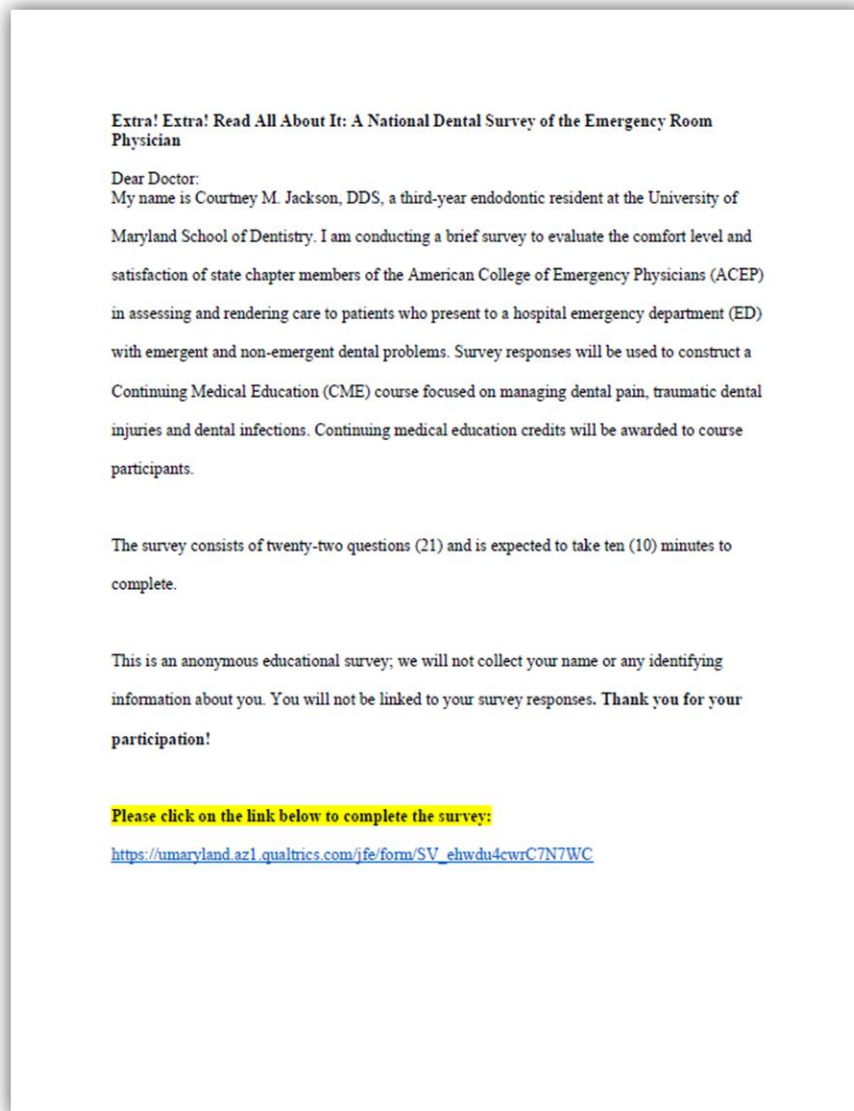 Extra! Extra! Read All About It: A National Dental Survey of the Emergency Room
Physician
Dear Doctor:
My name is Courtney M. Jackson, DDS, a third-year endodontic resident at the University of
Maryland School of Dentistry. I am conducting a brief survey to evaluate the comfort level and
satisfaction of state chapter members of the American College of Emergency Physicians (ACEP)
in assessing and rendering care to patients who present to a hospital emergency department (ED)
with emergent and non-emergent dental problems. Survey responses will be used to construct a
Continuing Medical Education (CME) course focused on managing dental pain, traumatic dental
injuries and dental infections. Continuing medical education credits will be awarded to course
participants.
The survey consists of twenty-two questions (21) and is expected to take ten (10) minutes to
complete.
This is an anonymous educational survey; we will not collect your name or any identifying
information about you. You will not be linked to your survey responses. Thank you for your
participation!
Please click on the link below to complete the survey:
https://umaryland.az1.qualtrics.com/jfe/form/SV_ehwdu4cwrC7N7WC